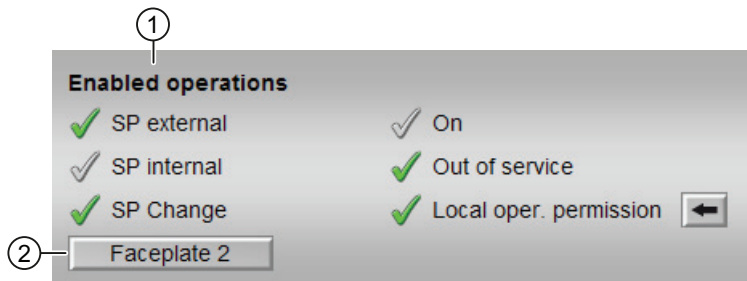 1
Enabled operations
SP external On
SP internal Out of service
SP Change Local oper. permission
2 Faceplate 2